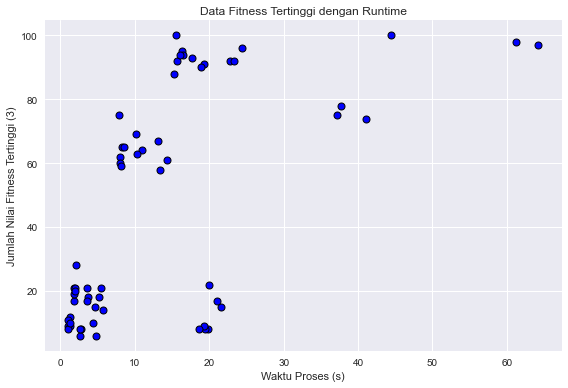 Data Fitness Tertinggi dengan Runtime
100
80
60
40
20
Jumlah Nilai Fitness Tertinggi (3)
0 10 20 30 40 50 60
Waktu Proses (s)